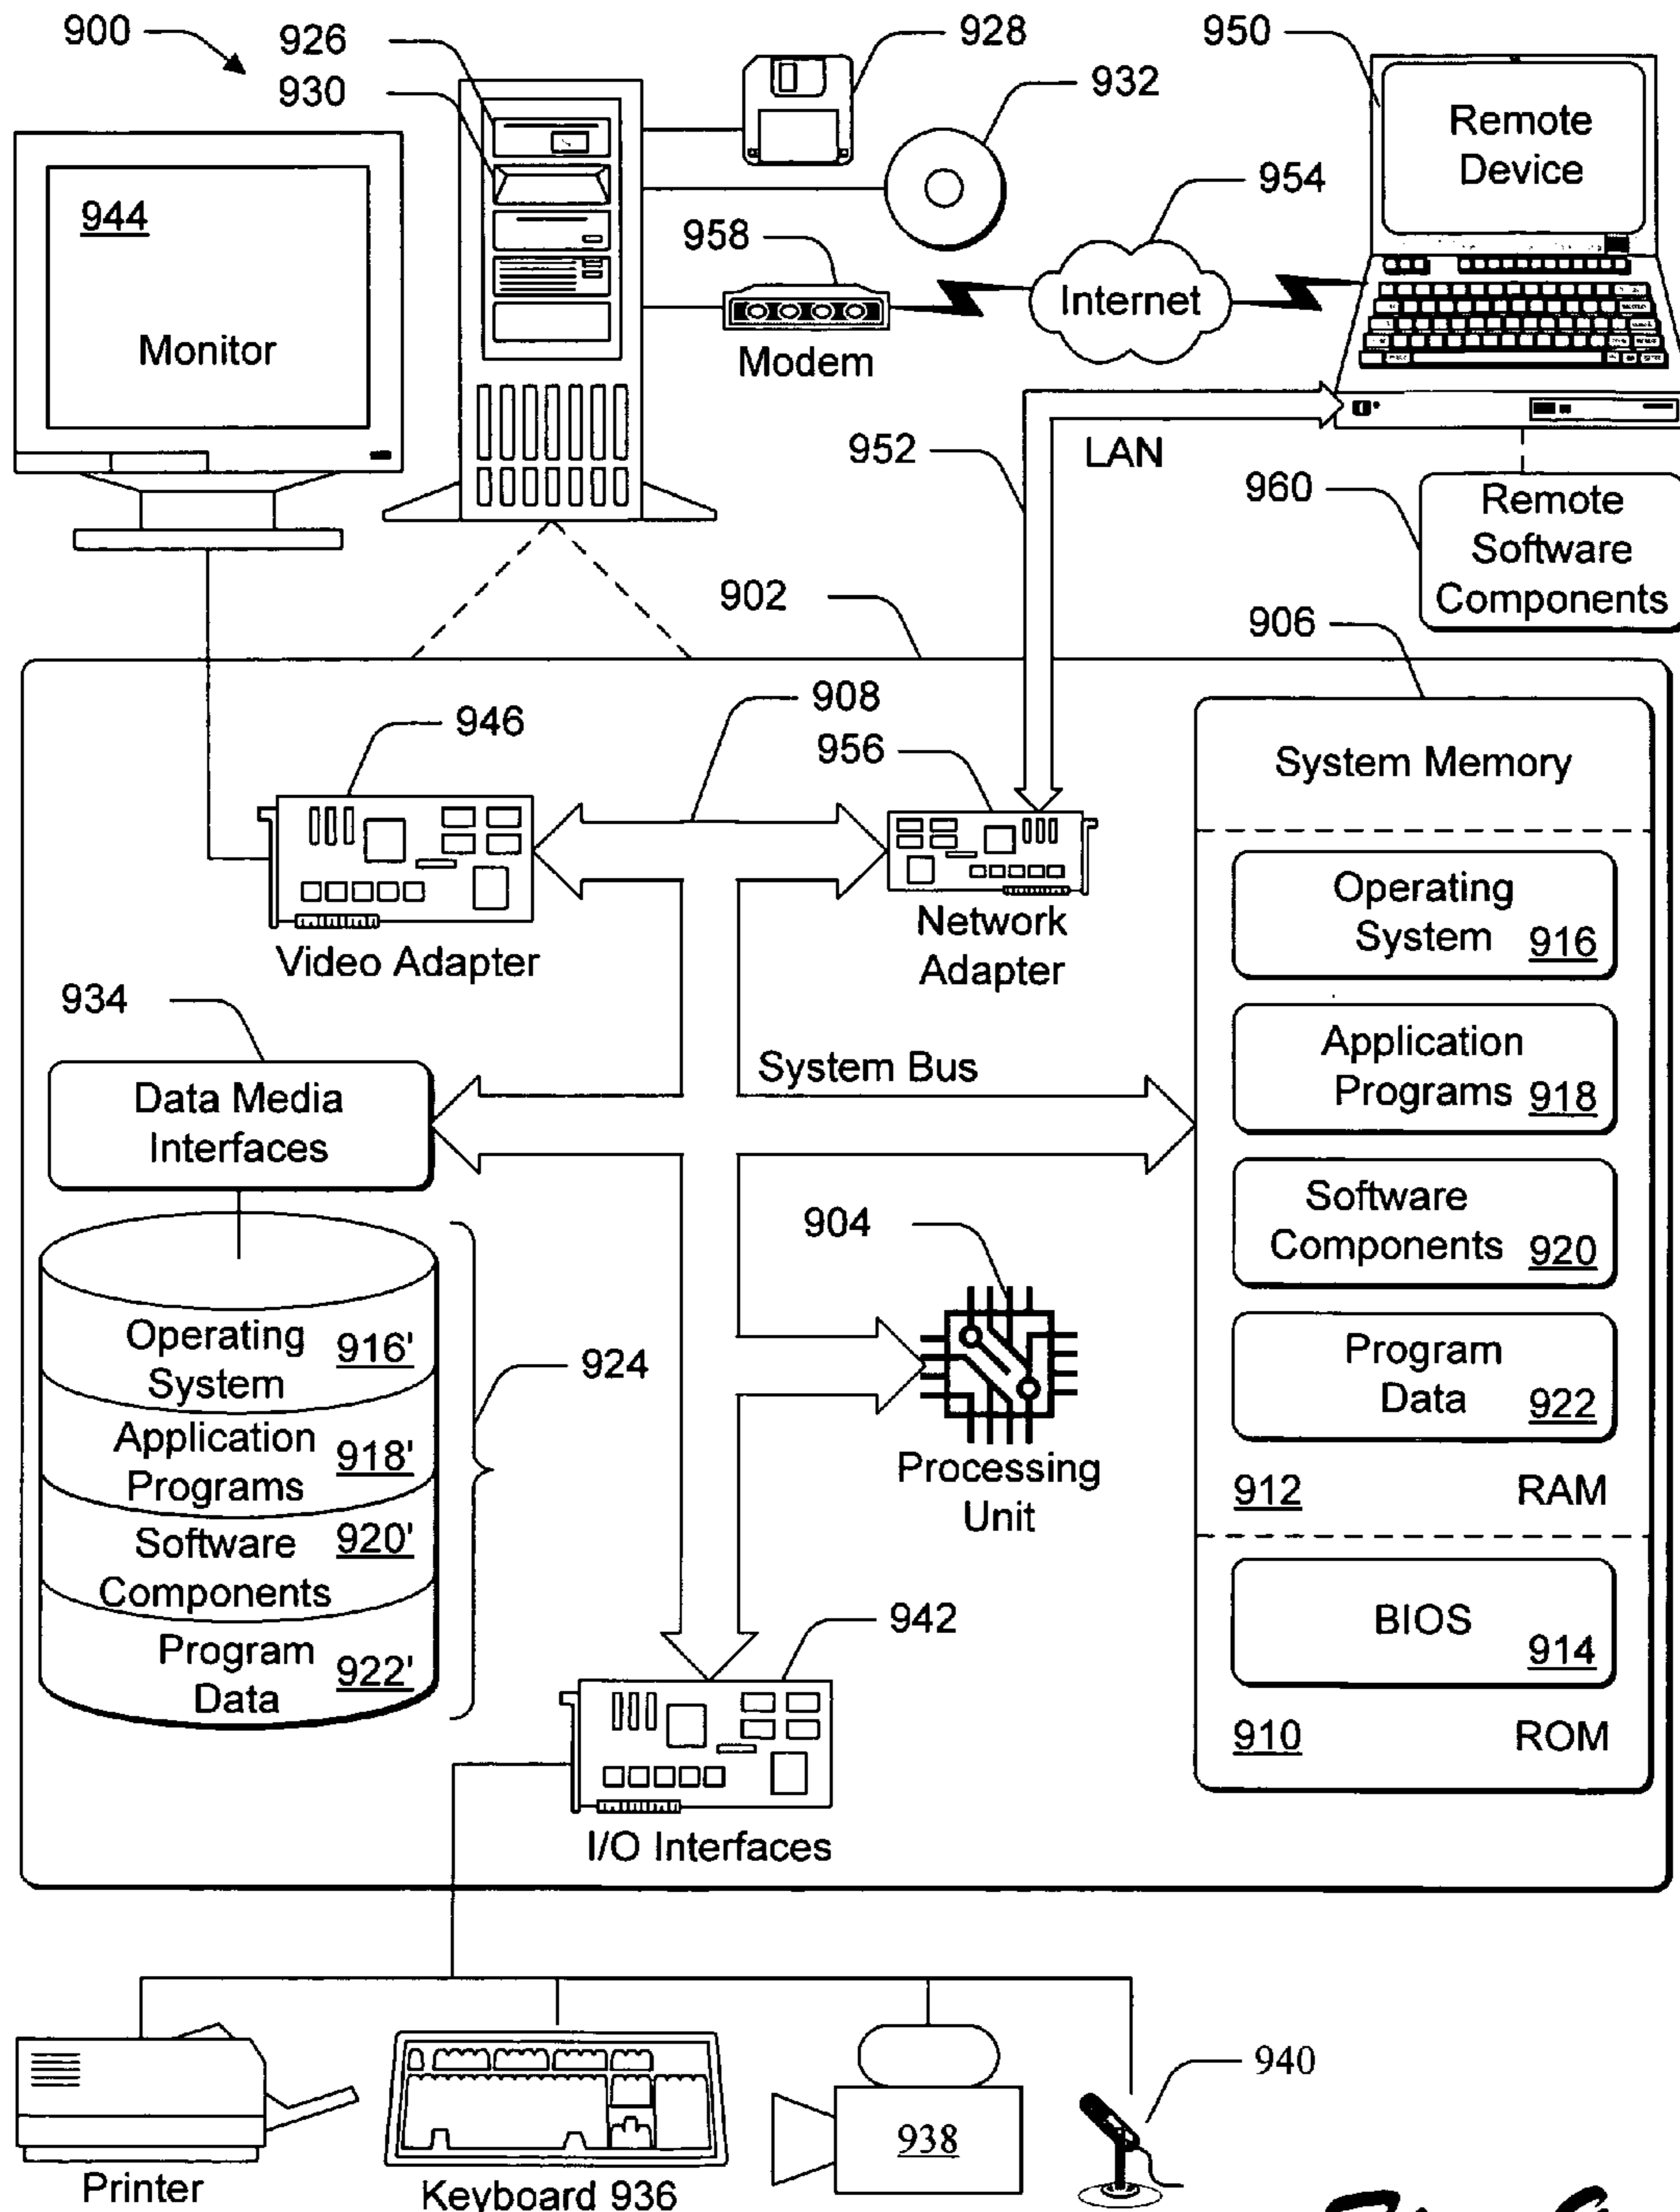 900
926
930
928
932
950
Remote
Device
944
Monitor
958
Modem
954
Internet
952
LAN
960
Remote
Software
Components
902
906
908
946
956
Video Adapter
Network
Adapter
System Memory
Operating
System 916
Application
Programs 918
Software
Components 920
Program
Data 922
912 RAM
BIOS
914
910 ROM
934
Data Media
Interfaces
System Bus
904
Processing
Unit
Operating
System 916'
Application
Programs 918'
Software
Components 920'
Program
Data 922'
924
942
I/O Interfaces
Printer
Keyboard 936
938
940